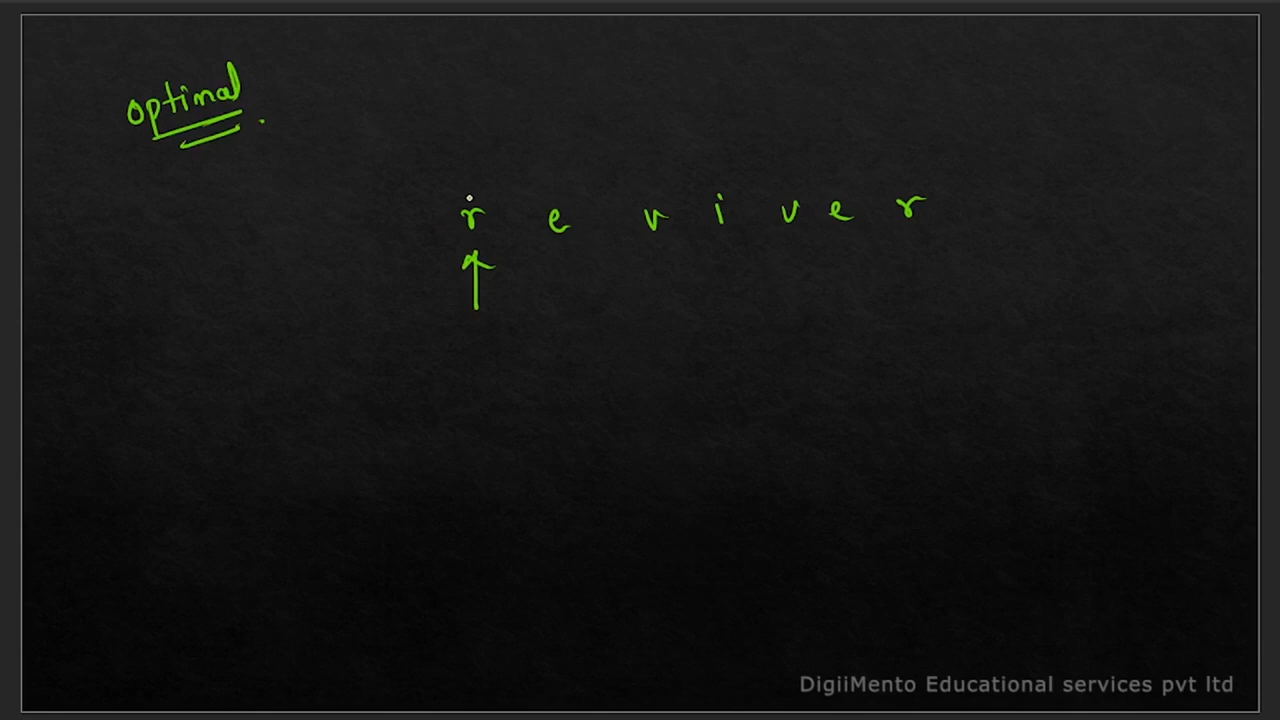 optimal.
r e v i v e r
DigiiMento Educational services pvt ltd